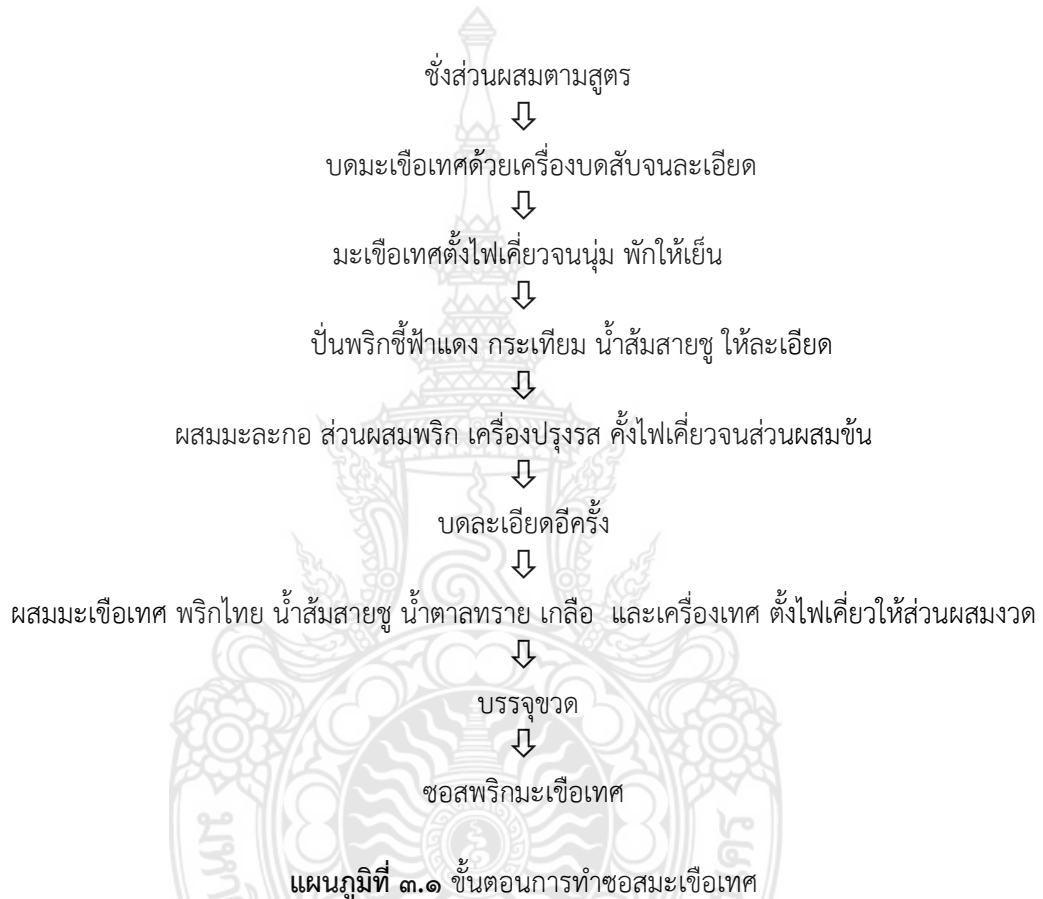 ชั่งส่วนผสมตามสูตร
⇩
บดมะเขือเทศด้วยเครื่องบดสับจนละเอียด
⇩
มะเขือเทศตั้งไฟเคี่ยวจนนุ่ม พักให้เย็น
⇩
ปั่นพริกชี้ฟ้าแดง กระเทียม น้ำส้มสายชู ให้ละเอียด
⇩
ผสมมะละกอ ส่วนผสมพริก เครื่องปรุงรส คั้งไฟเคี่ยวจนส่วนผสมข้น
⇩
บดละเอียดอีครั้ง
⇩
ผสมมะเขือเทศ พริกไทย น้ำส้มสายชู น้ำตาลทราย เกลือ และเครื่องเทศ ตั้งไฟเคี่ยวให้ส่วนผสมงวด
⇩
บรรจุขวด
⇩
ซอสพริกมะเขือเทศ
แผนภูมิที่ ๓.๑ ขั้นตอนการทำซอสมะเขือเทศ